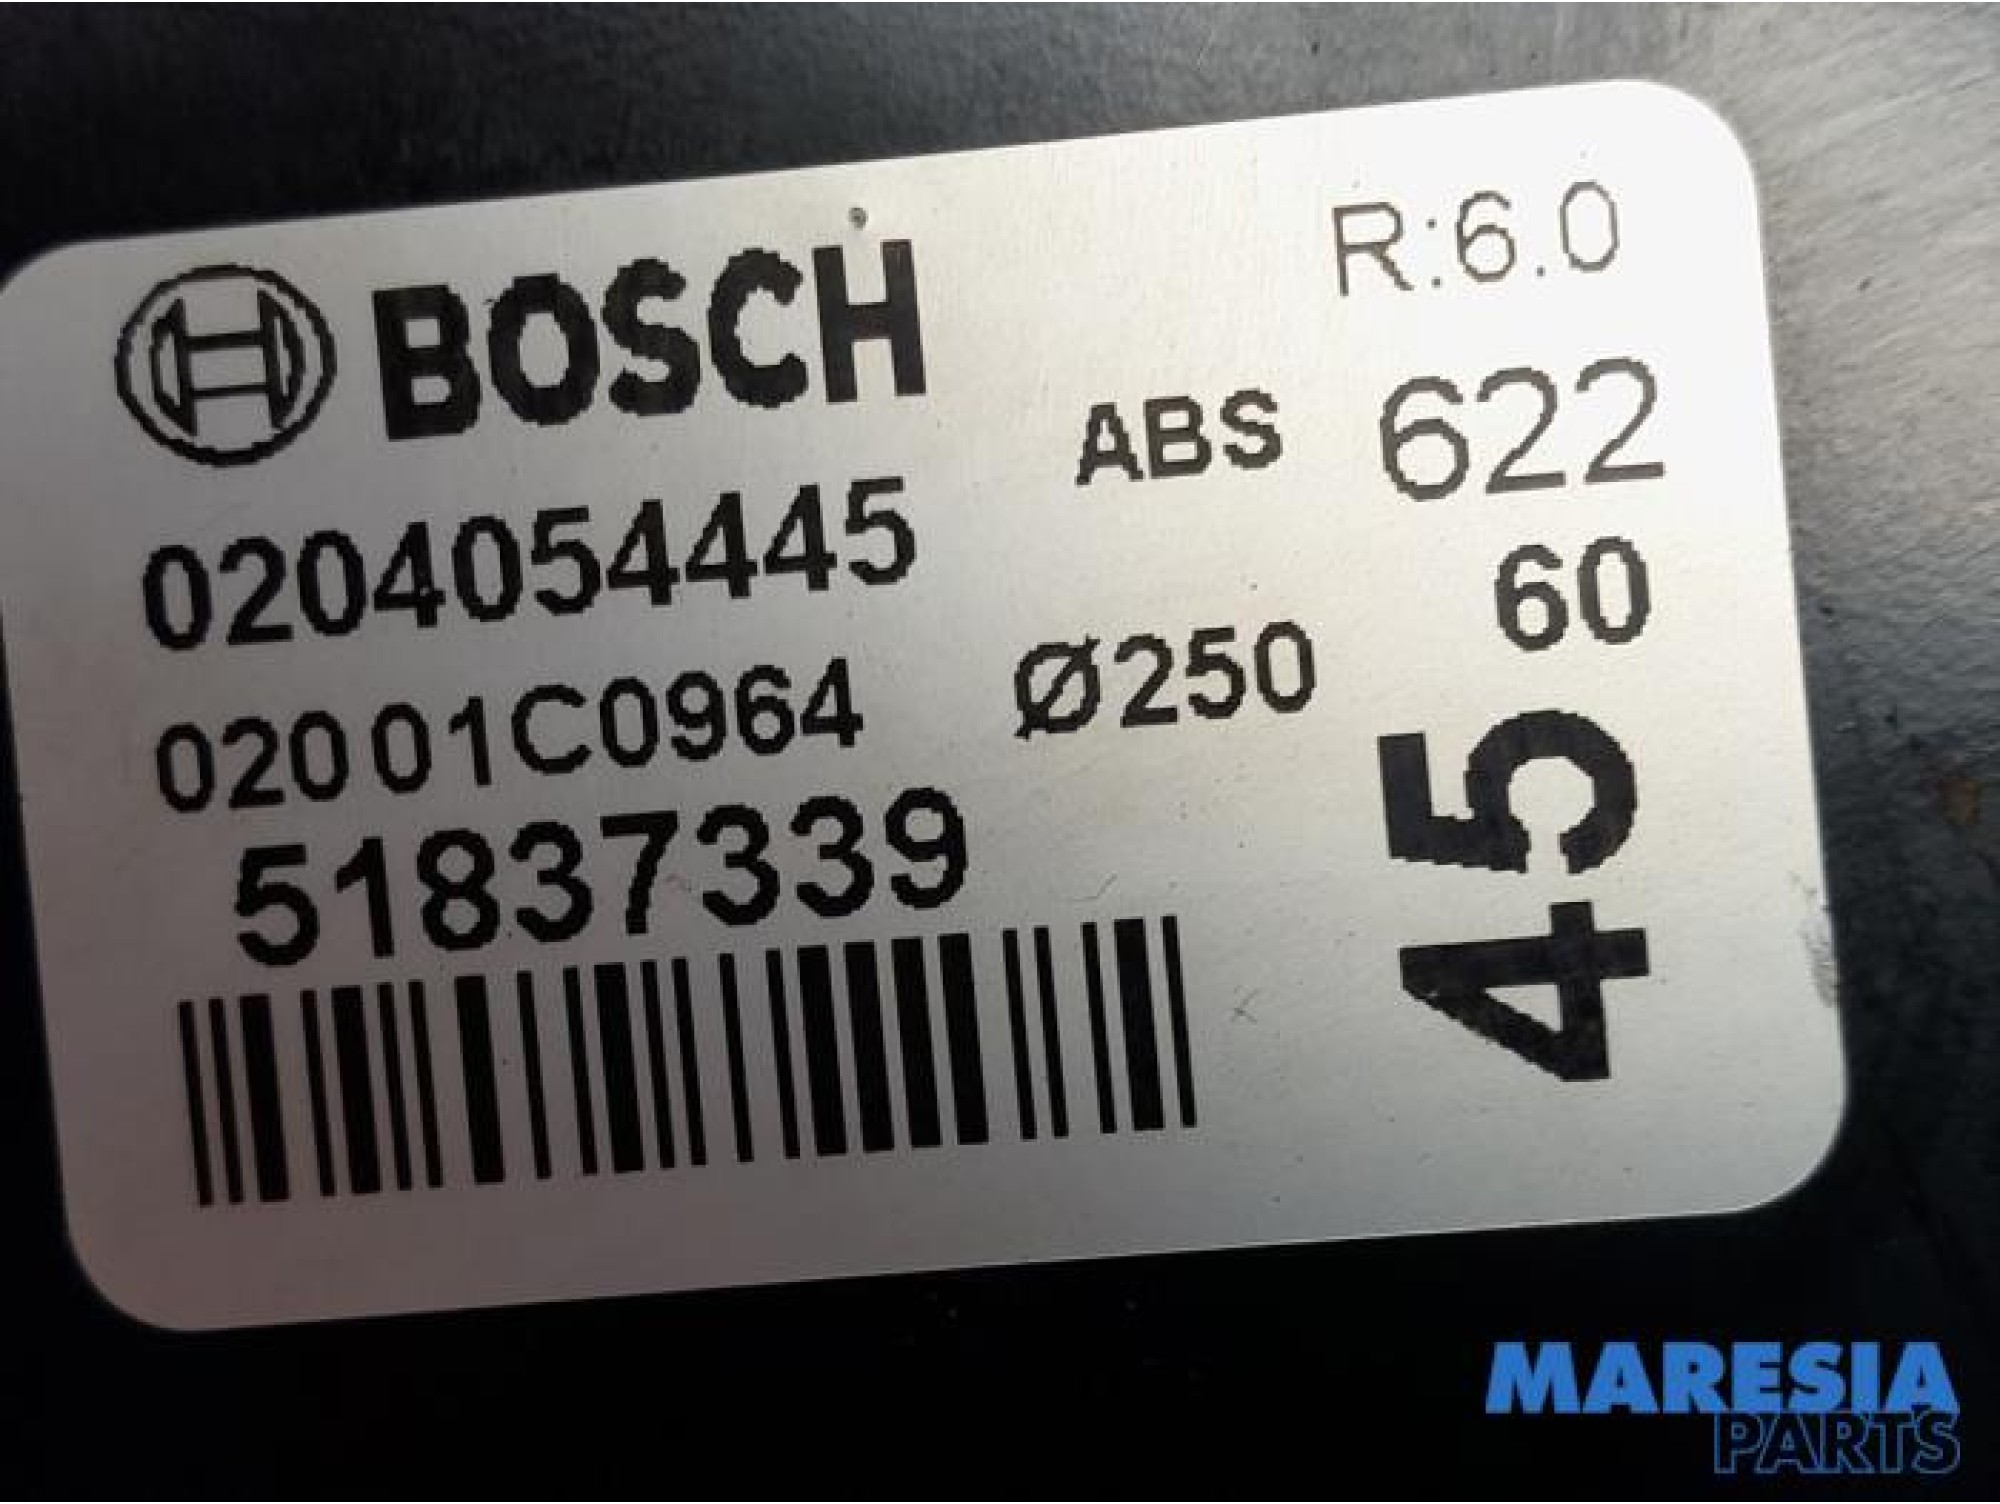 R:6.0
BOSCH
ABS 622
0204054445
60
02001C0964 Ø250
51837339
45
MARESIA
PARTS